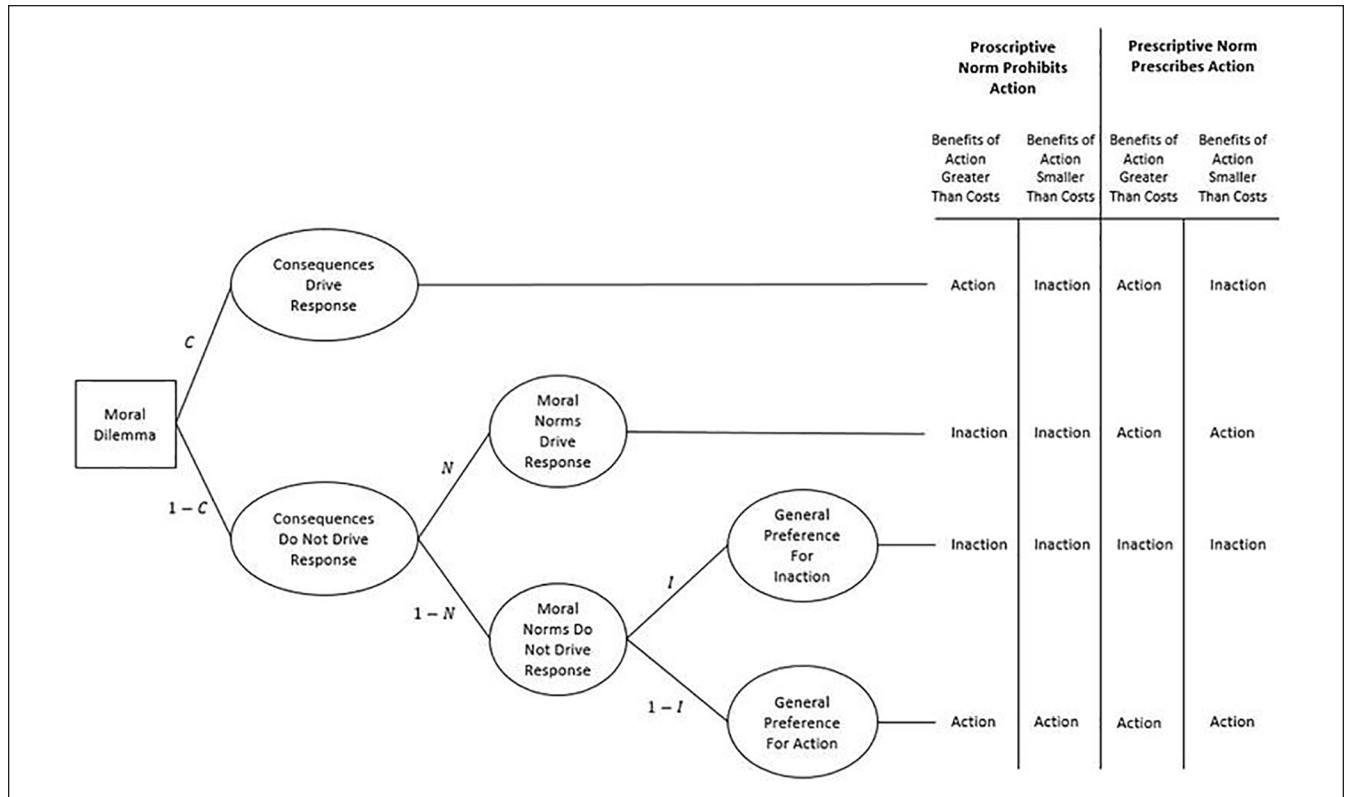 Proscriptive
Norm Prohibits
Action
Prescriptive Norm
Prescribes Action
Benefits of
Action
Greater
Than Costs
Benefits of
Action
Smaller
Than Costs
Benefits of
Action
Greater
Than Costs
Benefits of
Action
Smaller
Than Costs
Consequences
Drive
Response
Action
Inaction
Action
Inaction
C
Moral
Dilemma
Moral
Norms
Drive
Response
Inaction
Inaction
Action
Action
N
1 − C
Consequences
Do Not Drive
Response
General
Preference
For
Inaction
Inaction
Inaction
Inaction
Inaction
I
1 − N
Moral
Norms Do
Not Drive
Response
1 − I
General
Preference
For Action
Action
Action
Action
Action